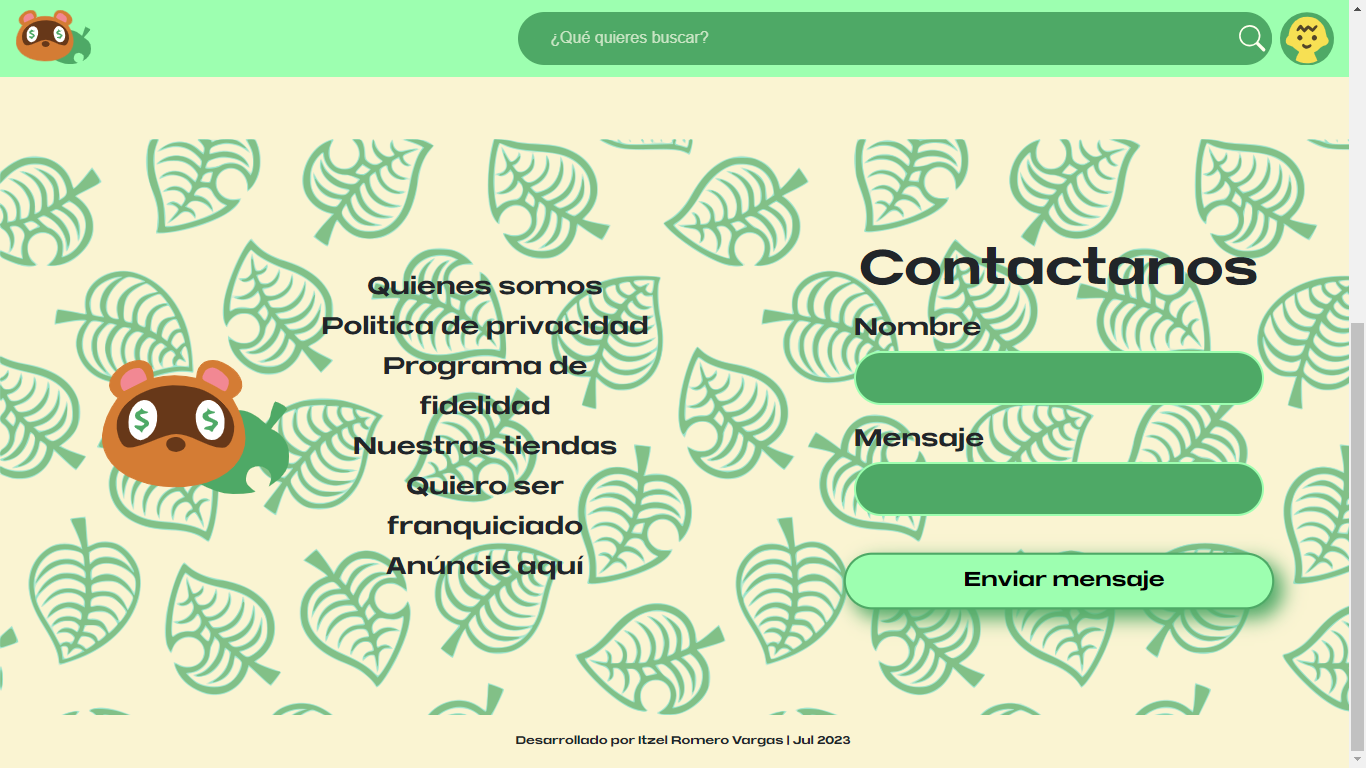 ¿Qué quieres buscar?
Quienes somos
Politica de privacidad
Programa de
fidelidad
Nuestras tiendas
Quiero ser
franquiciado
Anúncie aquí
Contactanos
Nombre
Mensaje
Enviar mensaje
Desarrollado por Itzel Romero Vargas | Jul 2023